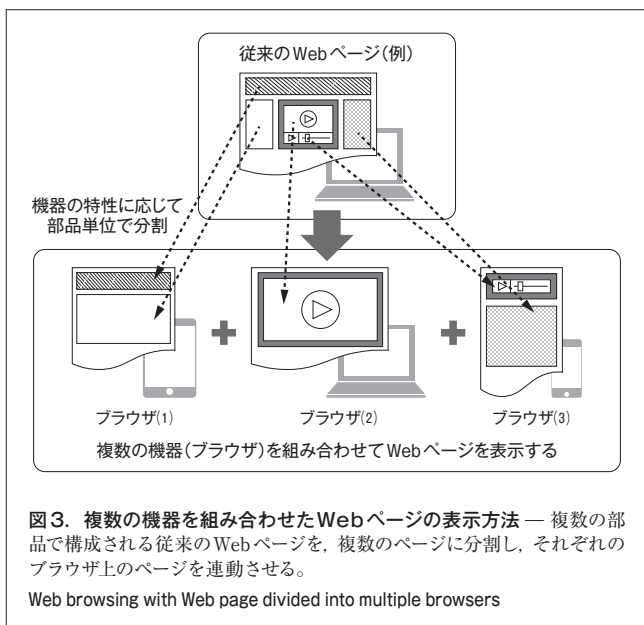 従来のWebページ(例)
機器の特性に応じて
部品単位で分割
ブラウザ(1)
ブラウザ(2)
ブラウザ(3)
複数の機器(ブラウザ)を組み合わせてWebページを表示する
図3. 複数の機器を組み合わせたWebページの表示方法 — 複数の部
品で構成される従来のWebページを, 複数のページに分割し, それぞれの
ブラウザ上のページを連動させる。
Web browsing with Web page divided into multiple browsers